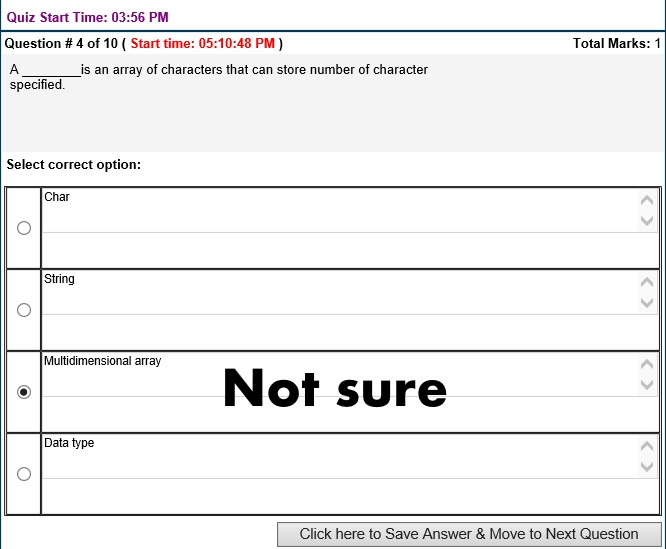 Quiz Start Time: 03:56 PM
Question # 4 of 10 ( Start time: 05:10:48 PM ) Total Marks: 1
A ________is an array of characters that can store number of character
specified.
Select correct option:
Char
String
Multidimensional array
Not sure
Data type
Click here to Save Answer & Move to Next Question